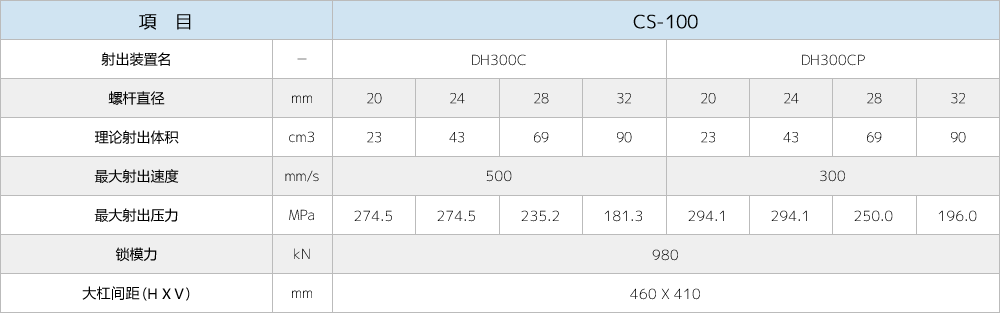 項 目 CS-100
射出装置名 － DH300C DH300CP
螺杆直径 mm 20 24 28 32 20 24 28 32
理论射出体积 cm3 23 43 69 90 23 43 69 90
最大射出速度 mm/s 500 300
最大射出压力 MPa 274.5 274.5 235.2 181.3 294.1 294.1 250.0 196.0
锁模力 kN 980
大杠间距(H X V) mm 460 X 410